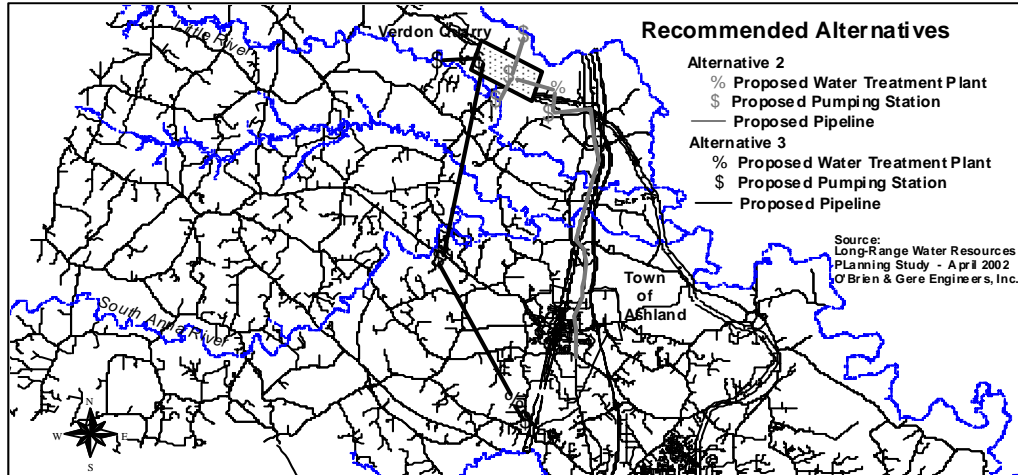 Recommended Alternatives
Alternative 2
% Proposed Water Treatment Plant
$ Proposed Pumping Station
Proposed Pipeline
Alternative 3
% Proposed Water Treatment Plant
$ Proposed Pumping Station
Proposed Pipeline
Source:
Long-Range Water Resources
PLanning Study - April 2002
O'Brien & Gere Engineers, Inc.
Little River
Verdon Quarry
$
$
$
$
$
%
$
Town
of
Ashland
South Anna River
%
$
N
W
E
S